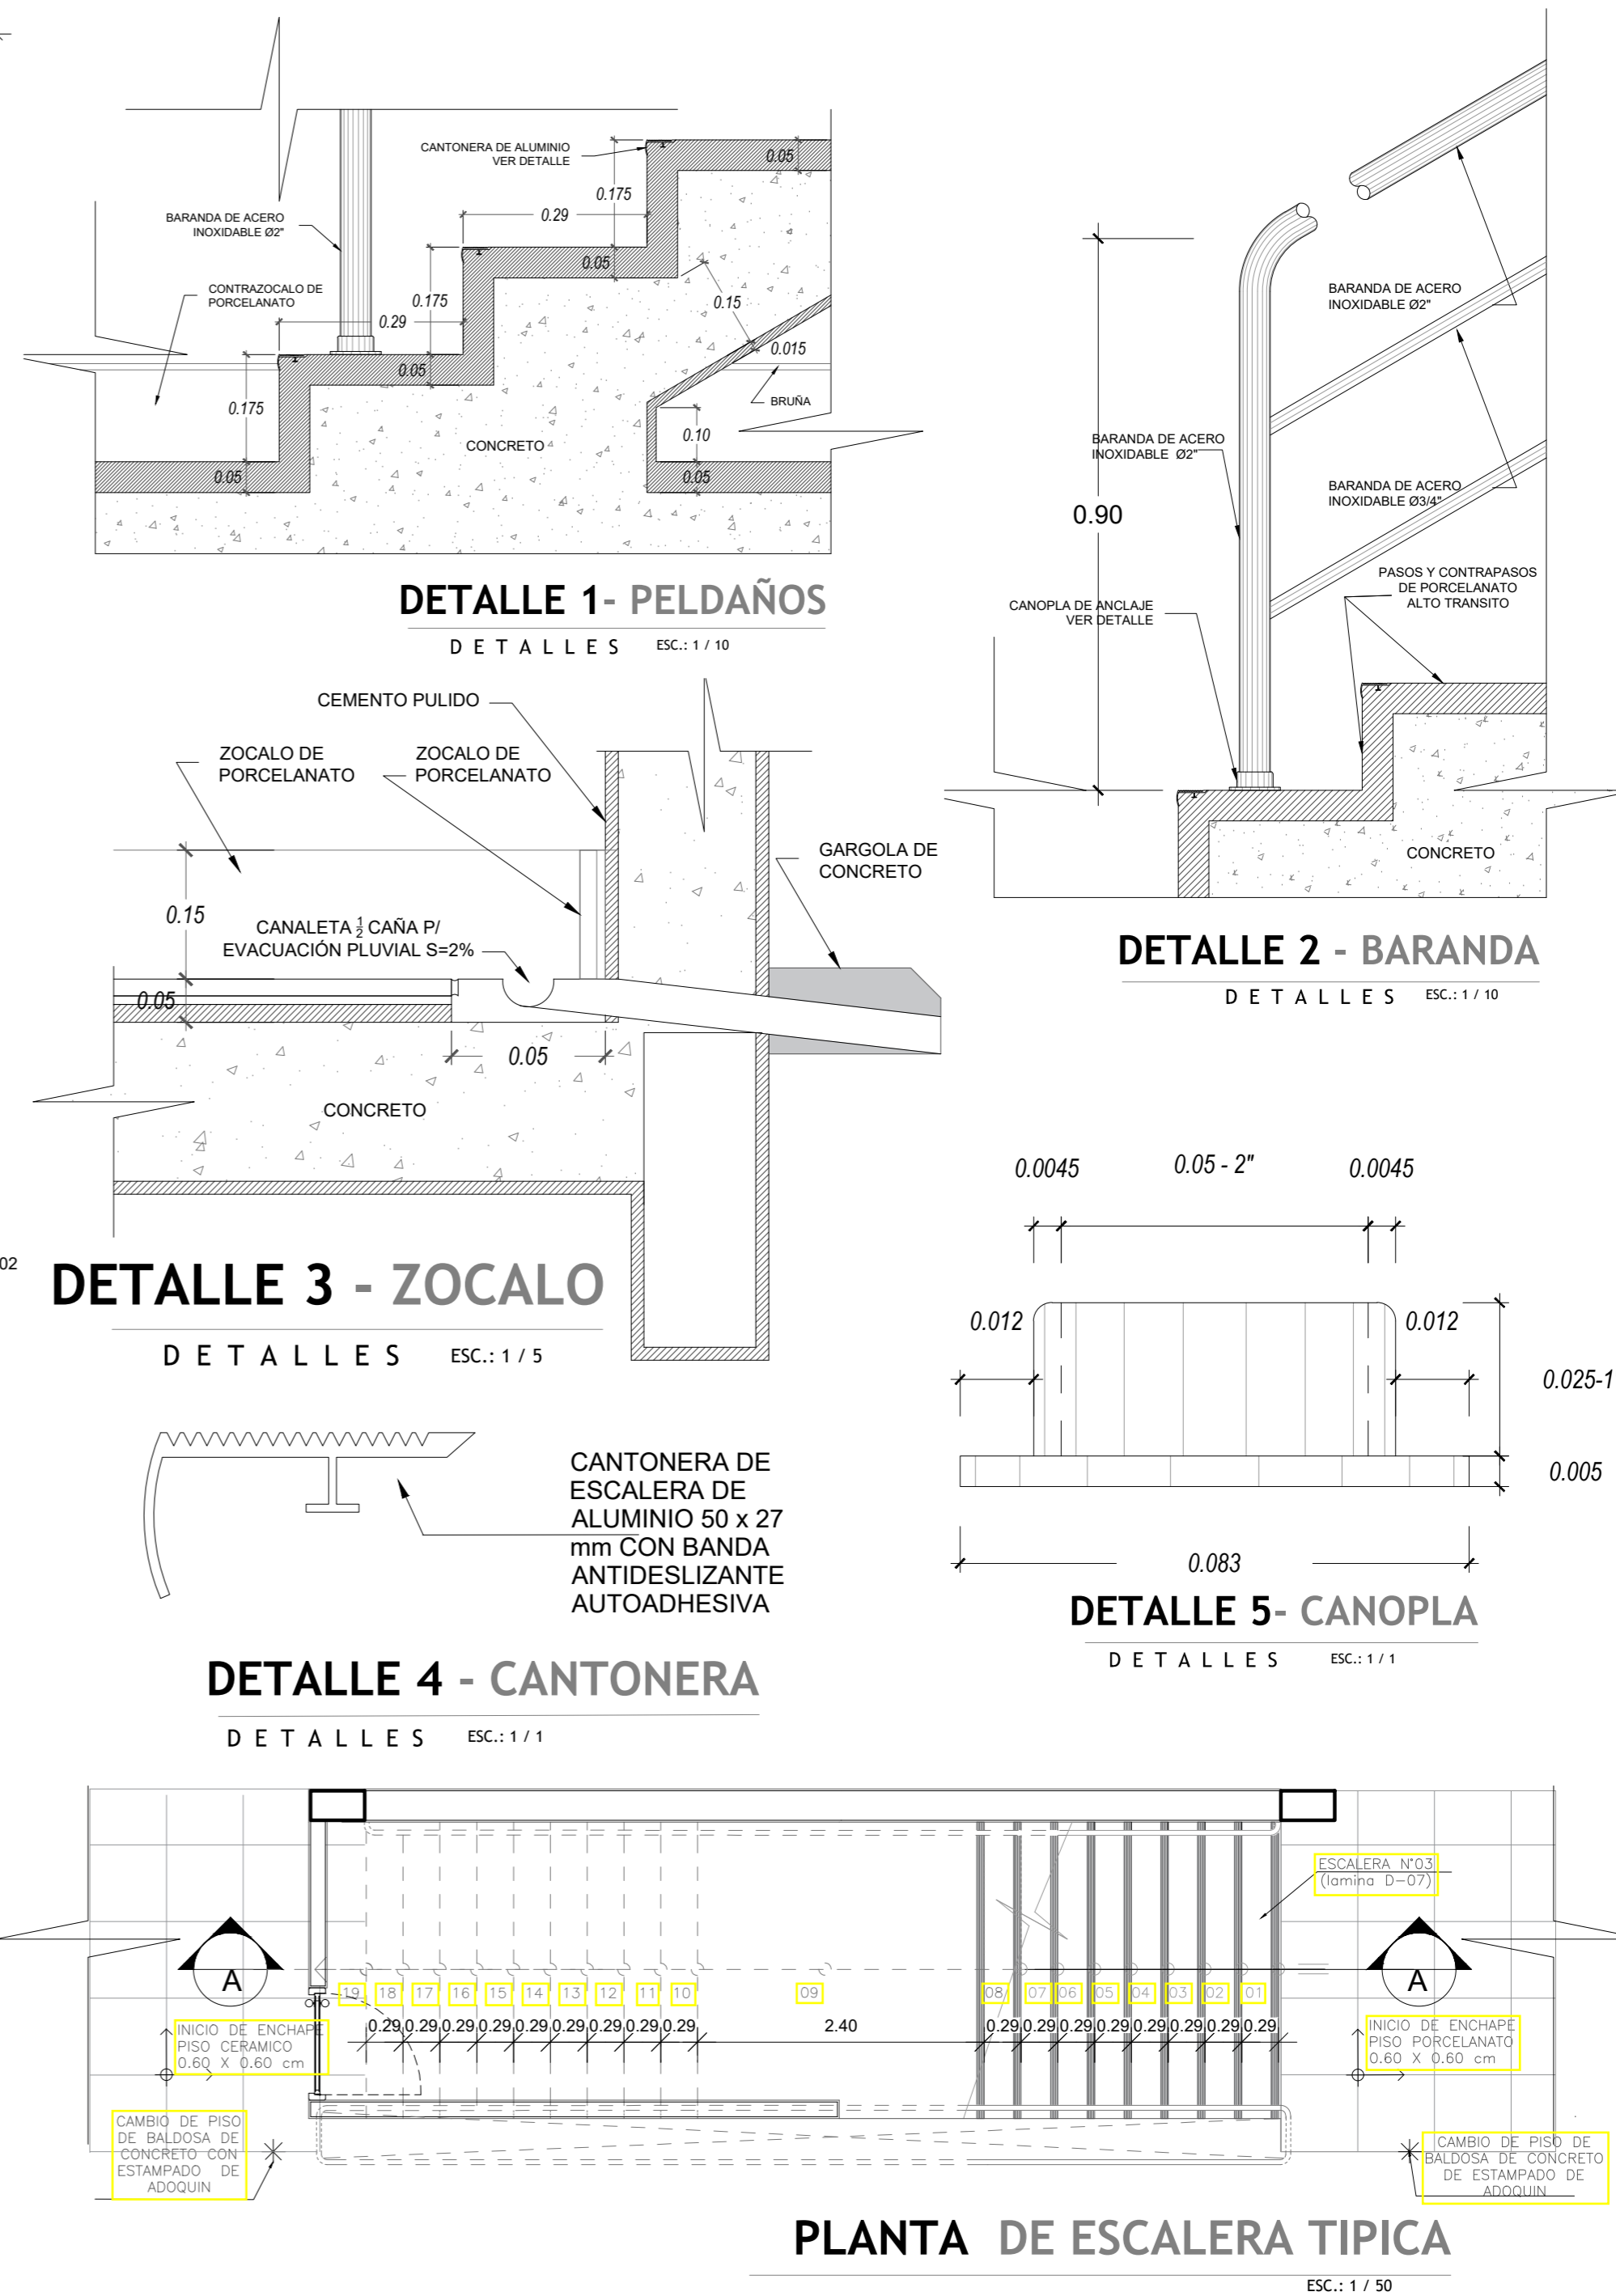 CANTONERA DE ALUMINIO
VER DETALLE
0.05
0.175
0.29
BARANDA DE ACERO
INOXIDABLE Ø2"
0.05
CONTRAZOCALO DE
PORCELANATO
0.175
0.15
0.29
0.015
0.05
0.175
BRUÑA
0.10
CONCRETO
0.05
0.05
DETALLE 1- PELDAÑOS
DETALLES ESC.: 1 / 10
BARANDA DE ACERO
INOXIDABLE Ø2"
BARANDA DE ACERO
INOXIDABLE Ø2"
BARANDA DE ACERO
INOXIDABLE Ø3/4"
0.90
PASOS Y CONTRAPASOS
DE PORCELANATO
ALTO TRANSITO
CANOPLA DE ANCLAJE
VER DETALLE
CONCRETO
DETALLE 2 - BARANDA
DETALLES ESC.: 1 / 10
CEMENTO PULIDO
ZOCALO DE
PORCELANATO
ZOCALO DE
PORCELANATO
GARGOLA DE
CONCRETO
0.15
CANALETA ½ CAÑA P/
EVACUACIÓN PLUVIAL S=2%
0.05
0.05
CONCRETO
02
DETALLE 3 - ZOCALO
DETALLES ESC.: 1 / 5
0.0045 0.05 - 2" 0.0045
0.012 0.012
0.025-1
0.005
0.083
DETALLE 5- CANOPLA
DETALLES ESC.: 1 / 1
CANTONERA DE
ESCALERA DE
ALUMINIO 50 x 27
mm CON BANDA
ANTIDESLIZANTE
AUTOADHESIVA
DETALLE 4 - CANTONERA
DETALLES ESC.: 1 / 1
ESCALERA N°03
(lamina D-07)
A A
19 18 17 16 15 14 13 12 11 10 09 08 07 06 05 04 03 02 01
0.29 0.29 0.29 0.29 0.29 0.29 0.29 0.29 0.29 2.40 0.29 0.29 0.29 0.29 0.29 0.29 0.29 0.29
INICIO DE ENCHAPE
PISO CERAMICO
0.60 X 0.60 cm
INICIO DE ENCHAPE
PISO PORCELANATO
0.60 X 0.60 cm
CAMBIO DE PISO
DE BALDOSA DE
CONCRETO CON
ESTAMPADO DE
ADOQUIN
CAMBIO DE PISO DE
BALDOSA DE CONCRETO
DE ESTAMPADO DE
ADOQUIN
PLANTA DE ESCALERA TIPICA
ESC.: 1 / 50